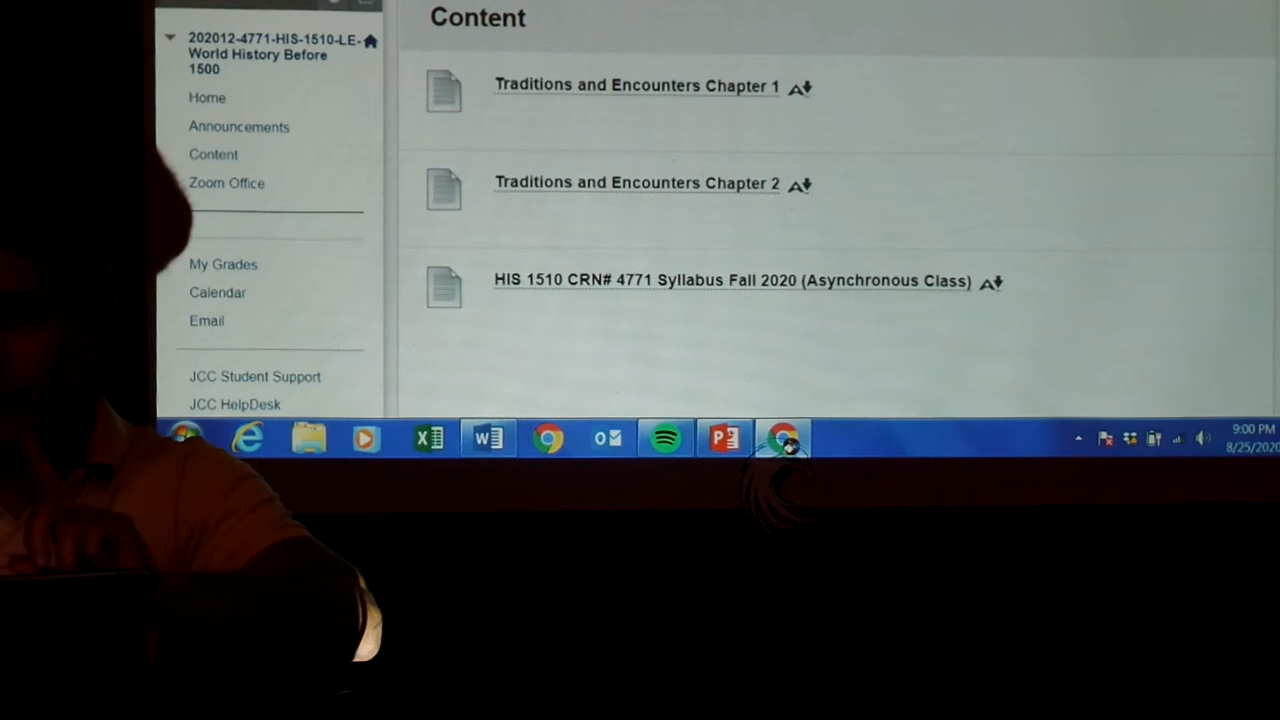 202012-4771-HIS-1510-LE-
World History Before
1500
Home
Announcements
Content
Zoom Office
My Grades
Calendar
Email
JCC Student Support
JCC HelpDesk
Content
Traditions and Encounters Chapter 1
Traditions and Encounters Chapter 2
HIS 1510 CRN# 4771 Syllabus Fall 2020 (Asynchronous Class)
9:00 PM
8/25/2020